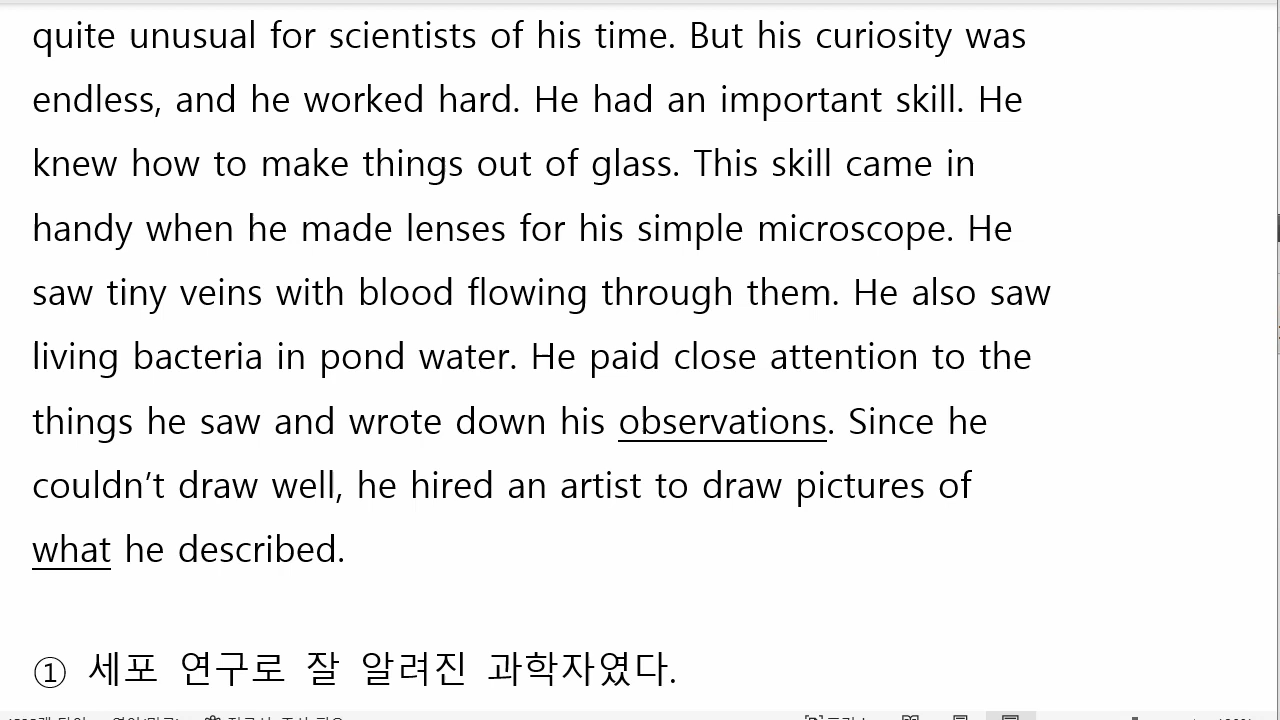 quite unusual for scientists of his time. But his curiosity was
endless, and he worked hard. He had an important skill. He
knew how to make things out of glass. This skill came in
handy when he made lenses for his simple microscope. He
saw tiny veins with blood flowing through them. He also saw
living bacteria in pond water. He paid close attention to the
things he saw and wrote down his observations. Since he
couldn’t draw well, he hired an artist to draw pictures of
what he described.
① 세포 연구로 잘 알려진 과학자였다.